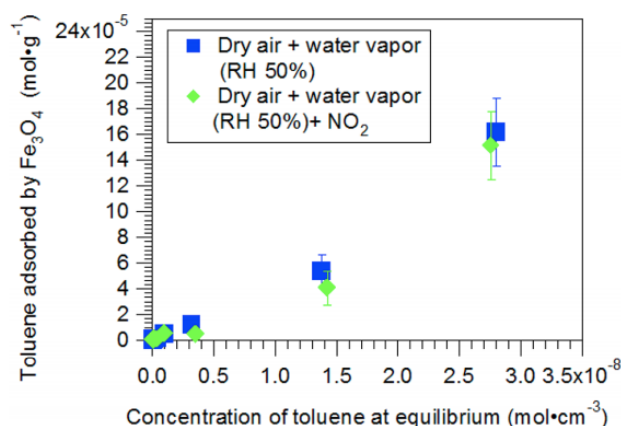 24x10⁻⁵
20
18
16
14
12
10
8
6
4
2
0
Toluene adsorbed by Fe₃O₄ (mol•g⁻¹)
Dry air + water vapor
(RH 50%)
Dry air + water vapor
(RH 50%)+ NO₂
0.0 0.5 1.0 1.5 2.0 2.5 3.0 3.5x10⁻⁸
Concentration of toluene at equilibrium (mol•cm⁻³)